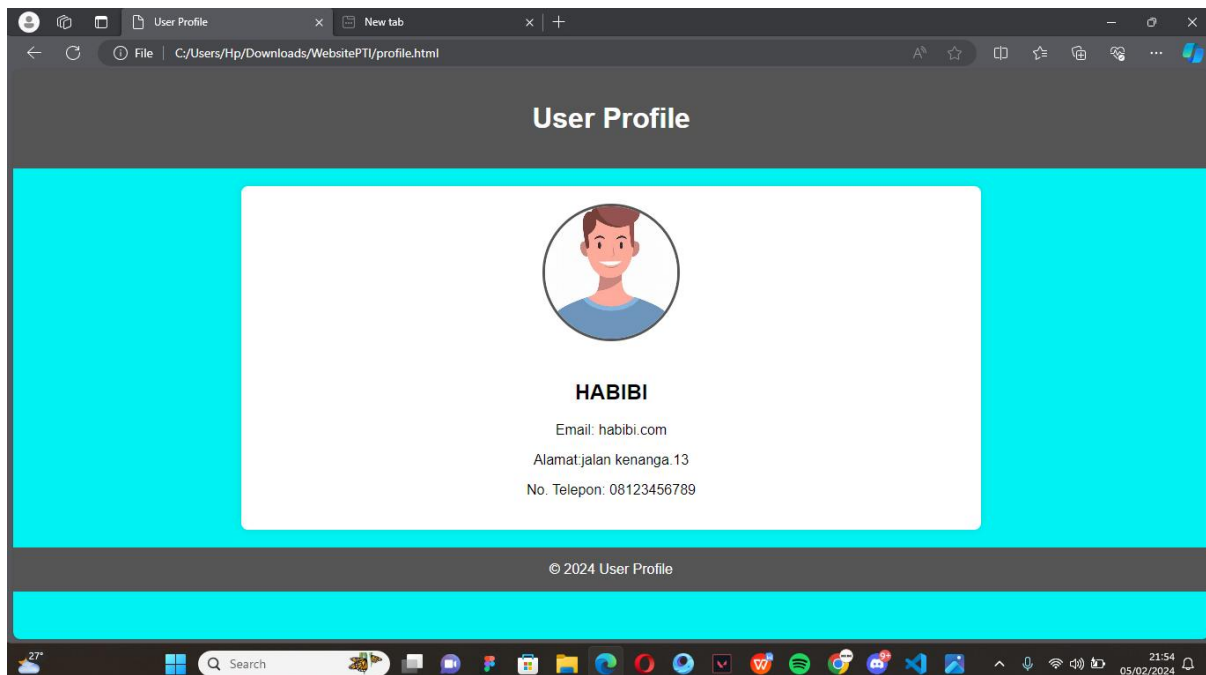 User Profile
New tab
File
C:/Users/Hp/Downloads/WebsitePTI/profile.html
User Profile
HABIBI
Email: habibi.com
Alamat:jalan kenanga.13
No. Telepon: 08123456789
© 2024 User Profile
27°
Search
9+
21:54
05/02/2024